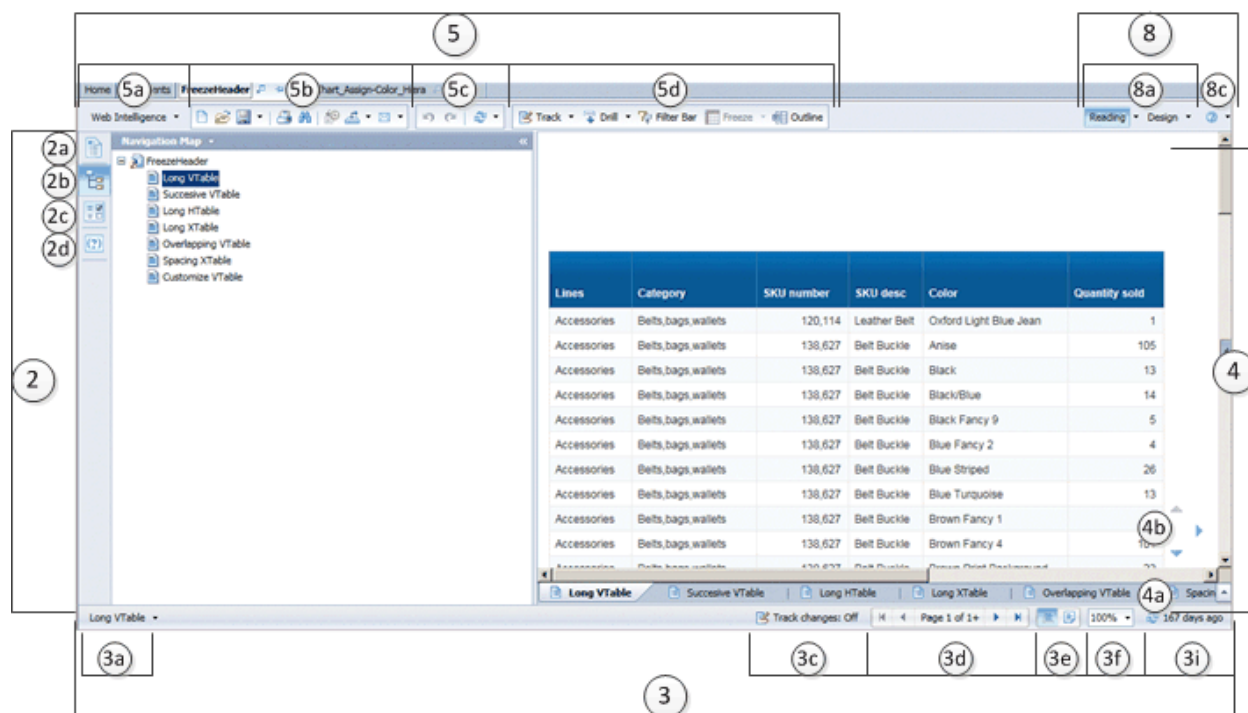 5 8
5a 5b 5c 5d 8a 8c
Home ents FreezeHeader hart_Assign-Color_Hiera
Web Intelligence Track Drill Filter Bar Freeze Outline Reading Design
2
2a
2b
2c
2d
Navigation Map
FreezeHeader
Long VTable
Succesive VTable
Long HTable
Long XTable
Overlapping VTable
Spacing XTable
Customize VTable
Lines Category SKU number SKU desc Color Quantity sold
Accessories Belts,bags,wallets 120,114 Leather Belt Oxford Light Blue Jean 1
Accessories Belts,bags,wallets 138,627 Belt Buckle Anise 105
Accessories Belts,bags,wallets 138,627 Belt Buckle Black 13
Accessories Belts,bags,wallets 138,627 Belt Buckle Black/Blue 14
Accessories Belts,bags,wallets 138,627 Belt Buckle Black Fancy 9 5
Accessories Belts,bags,wallets 138,627 Belt Buckle Blue Fancy 2 4
Accessories Belts,bags,wallets 138,627 Belt Buckle Blue Striped 26
Accessories Belts,bags,wallets 138,627 Belt Buckle Blue Turquoise 13
Accessories Belts,bags,wallets 138,627 Belt Buckle Brown Fancy 1
Accessories Belts,bags,wallets 138,627 Belt Buckle Brown Fancy 4
4
4b
Long VTable Succesive VTable Long HTable Long XTable Overlapping VTable 4a Spacin
Long VTable Track changes: Off Page 1 of 1+ 100% 167 days ago
3a 3c 3d 3e 3f 3i
3